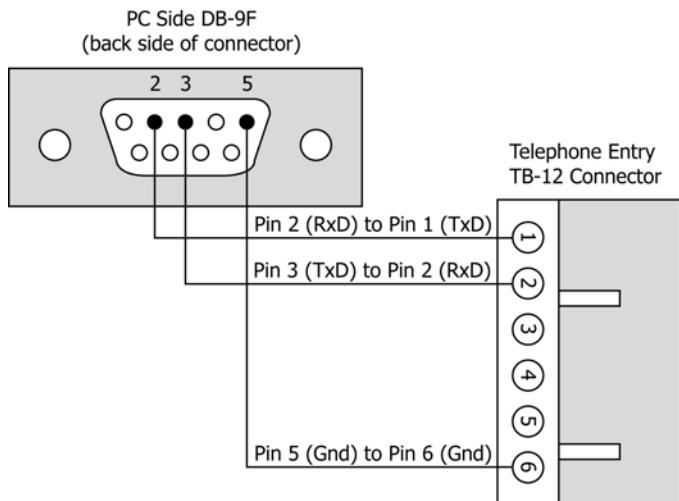 PC Side DB-9F
(back side of connector)
2 3 5
Telephone Entry
TB-12 Connector
Pin 2 (RxD) to Pin 1 (TxD)
1
Pin 3 (TxD) to Pin 2 (RxD)
2
3
4
5
Pin 5 (Gnd) to Pin 6 (Gnd)
6